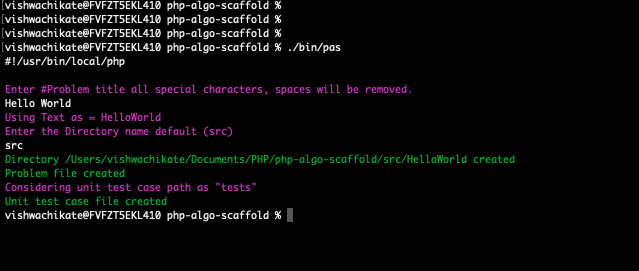 vishwachikate@FVFZT5EKL410 php-algo-scaffold %
vishwachikate@FVFZT5EKL410 php-algo-scaffold %
vishwachikate@FVFZT5EKL410 php-algo-scaffold %
vishwachikate@FVFZT5EKL410 php-algo-scaffold % ./bin/pas
#!/usr/bin/local/php
Enter #Problem title all special characters, spaces will be removed.
Hello World
Using Text as = HelloWorld
Enter the Directory name default (src)
src
Directory /Users/vishwachikate/Documents/PHP/php-algo-scaffold/src/HelloWorld created
Problem file created
Considering unit test case path as "tests"
Unit test case file created
vishwachikate@FVFZT5EKL410 php-algo-scaffold %